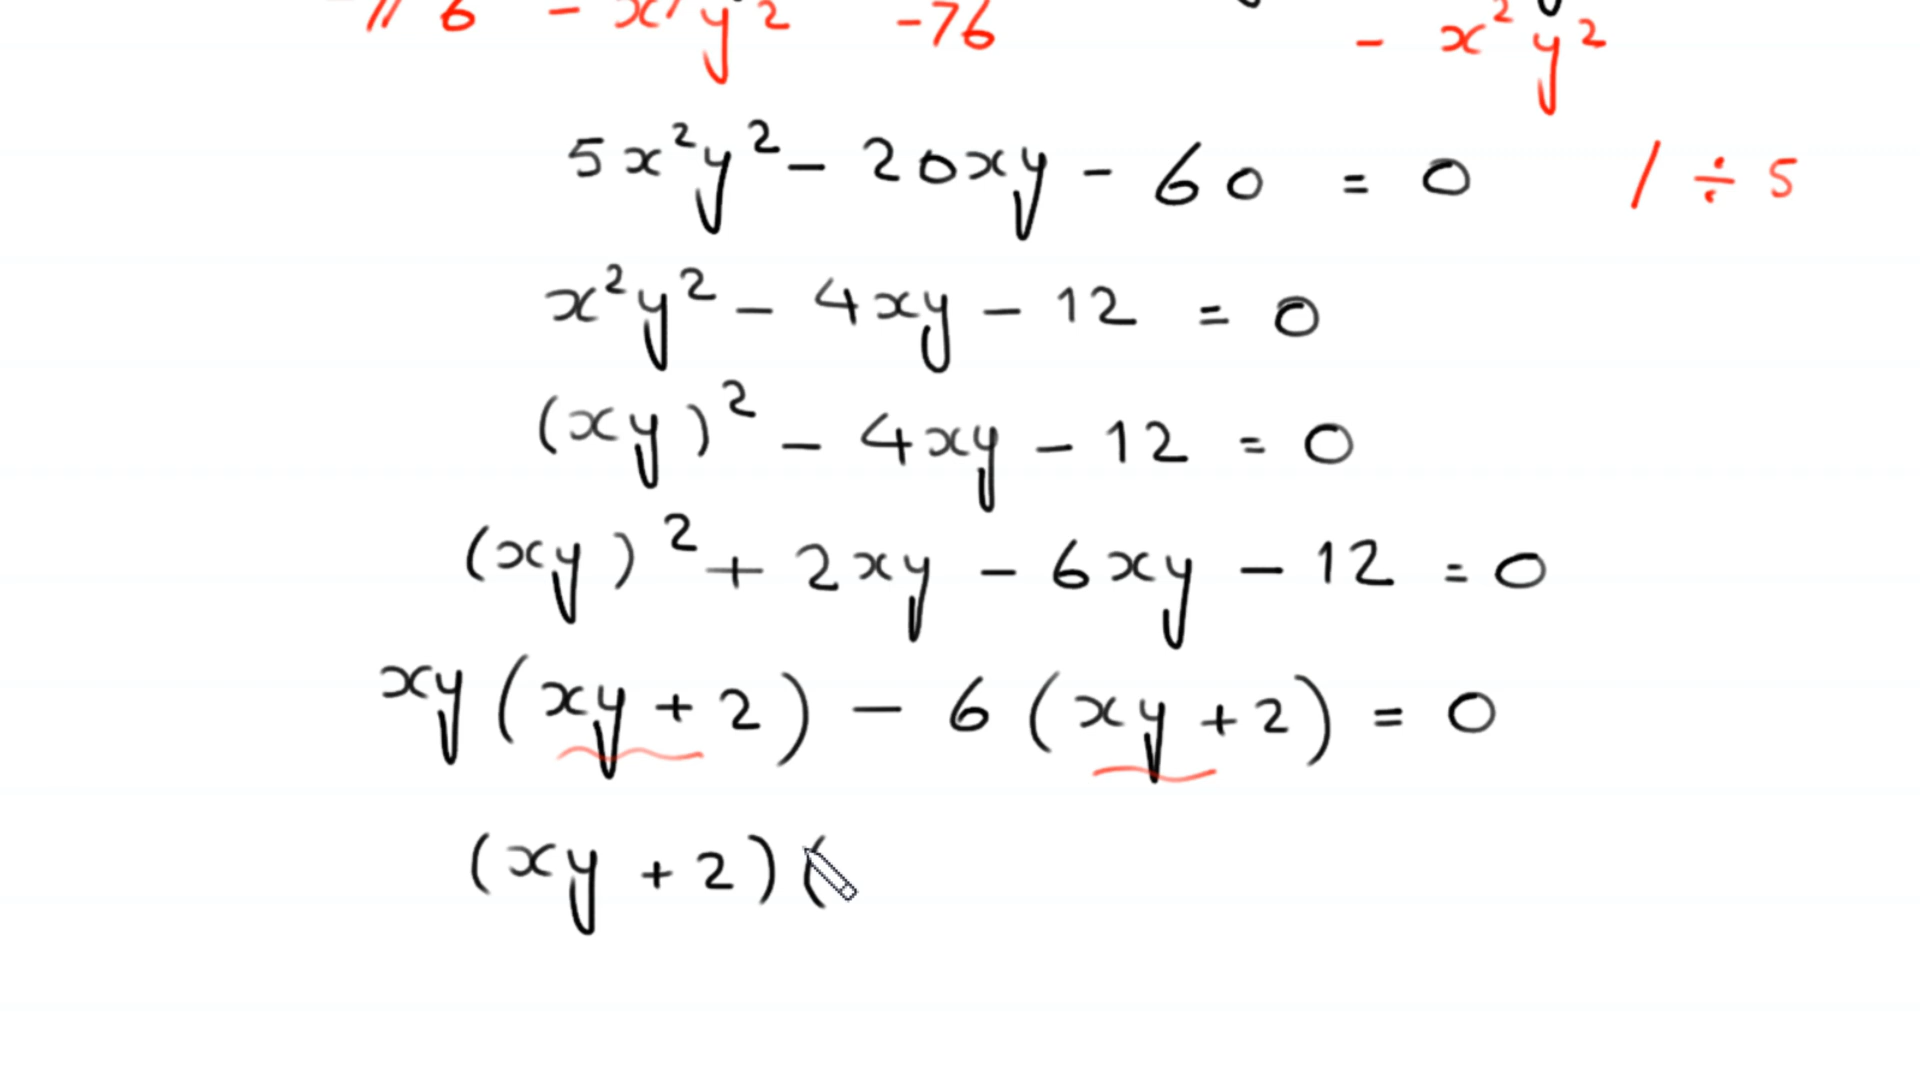 - x²y² -76 - x²y²
5x²y² - 20xy - 60 = 0 / ÷ 5
x²y² - 4xy - 12 = 0
(xy)² - 4xy - 12 = 0
(xy)² + 2xy - 6xy - 12 = 0
xy(xy + 2) - 6(xy + 2) = 0
(xy + 2)(